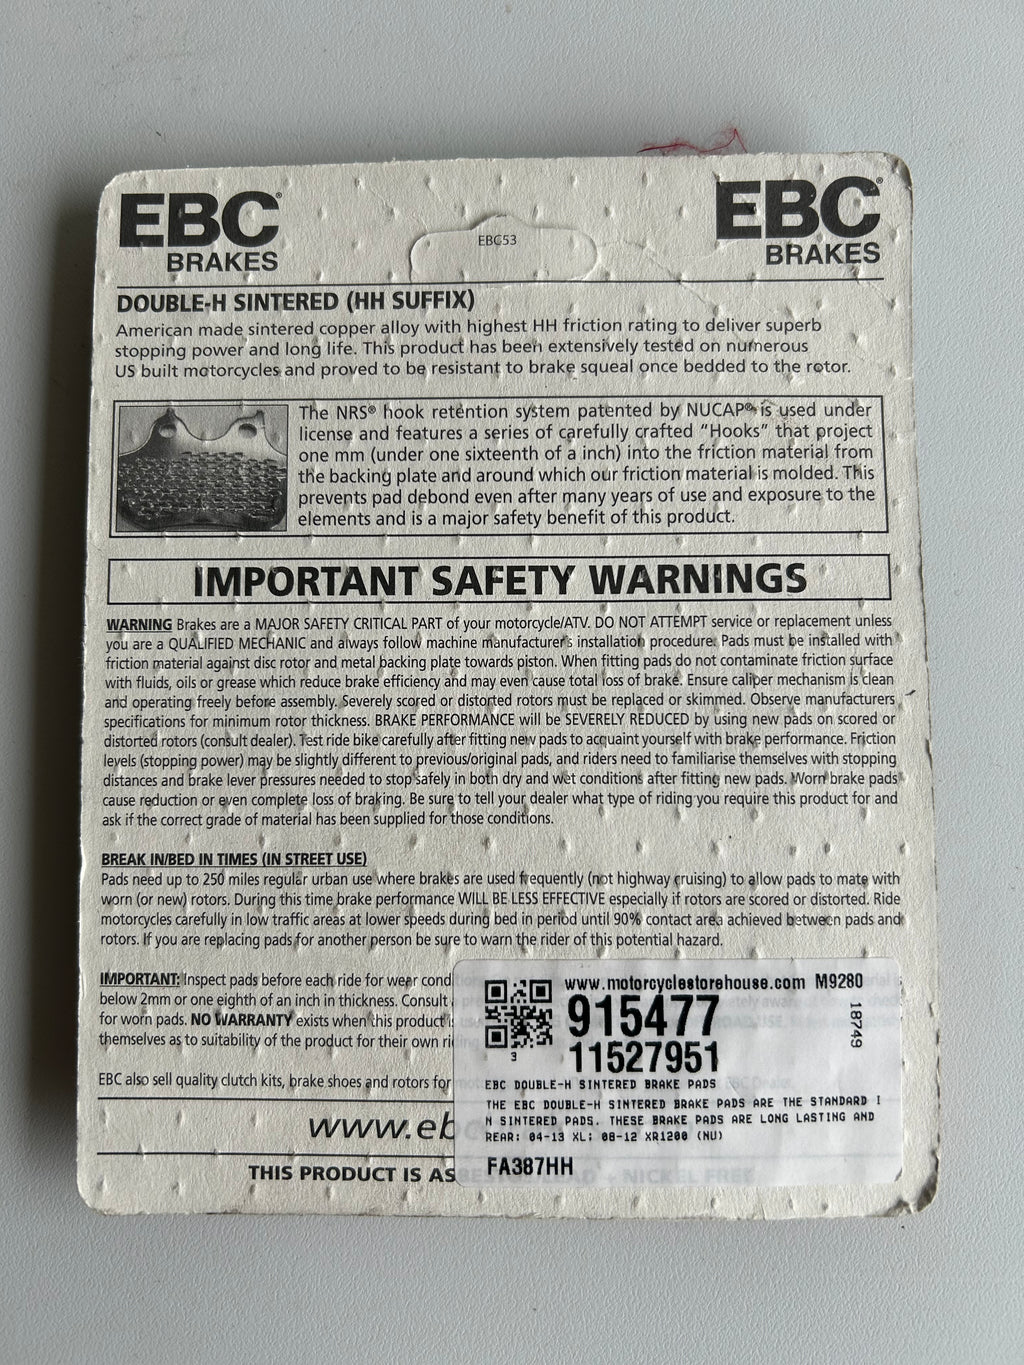 EBC®
BRAKES
EBC53
EBC®
BRAKES
DOUBLE-H SINTERED (HH SUFFIX)
American made sintered copper alloy with highest HH friction rating to deliver superb
stopping power and long life. This product has been extensively tested on numerous
US built motorcycles and proved to be resistant to brake squeal once bedded to the rotor.
The NRS® hook retention system patented by NUCAP® is used under
license and features a series of carefully crafted “Hooks” that project
one mm (under one sixteenth of a inch) into the friction material from
the backing plate and around which our friction material is molded. This
prevents pad debond even after many years of use and exposure to the
elements and is a major safety benefit of this product.
IMPORTANT SAFETY WARNINGS
WARNING Brakes are a MAJOR SAFETY CRITICAL PART of your motorcycle/ATV. DO NOT ATTEMPT service or replacement unless
you are a QUALIFIED MECHANIC and always follow machine manufacturer's installation procedure. Pads must be installed with
friction material against disc rotor and metal backing plate towards piston. When fitting pads do not contaminate friction surface
with fluids, oils or grease which reduce brake efficiency and may even cause total loss of brake. Ensure caliper mechanism is clean
and operating freely before assembly. Severely scored or distorted rotors must be replaced or skimmed. Observe manufacturers
specifications for minimum rotor thickness. BRAKE PERFORMANCE will be SEVERELY REDUCED by using new pads on scored or
distorted rotors (consult dealer). Test ride bike carefully after fitting new pads to acquaint yourself with brake performance. Friction
levels (stopping power) may be slightly different to previous/original pads, and riders need to familiarise themselves with stopping
distances and brake lever pressures needed to stop safely in both dry and wet conditions after fitting new pads. Worn brake pads
cause reduction or even complete loss of braking. Be sure to tell your dealer what type of riding you require this product for and
ask if the correct grade of material has been supplied for those conditions.
BREAK IN/BED IN TIMES (IN STREET USE)
Pads need up to 250 miles regular urban use where brakes are used frequently (not highway cruising) to allow pads to mate with
worn (or new) rotors. During this time brake performance WILL BE LESS EFFECTIVE especially if rotors are scored or distorted. Ride
motorcycles carefully in low traffic areas at lower speeds during bed in period until 90% contact area achieved between pads and
rotors. If you are replacing pads for another person be sure to warn the rider of this potential hazard.
IMPORTANT: Inspect pads before each ride for wear cond
below 2mm or one eighth of an inch in thickness. Consult
for worn pads. NO WARRANTY exists when this product is
themselves as to suitability of the product for their own ri
EBC also sell quality clutch kits, brake shoes and rotors for
www.eb
THIS PRODUCT IS ASBESTOS LEAD + NICKEL FREE
www.motorcyclestorehouse.com M9280
915477
11527951
18749
3
EBC DOUBLE-H SINTERED BRAKE PADS
THE EBC DOUBLE-H SINTERED BRAKE PADS ARE THE STANDARD I
N SINTERED PADS. THESE BRAKE PADS ARE LONG LASTING AND
REAR: 04-13 XL; 08-12 XR1200 (NU)
FA387HH